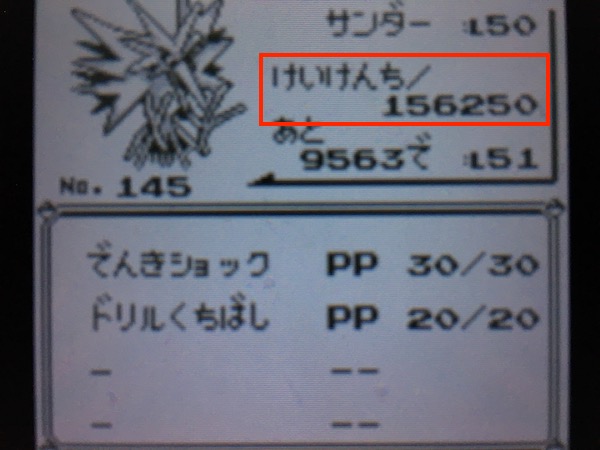 サンダー :L50
けいけんち/
156250
あと
9563で :L51
No. 145
でんきショック PP 30/30
ドリルくちばし PP 20/20
- --
- --